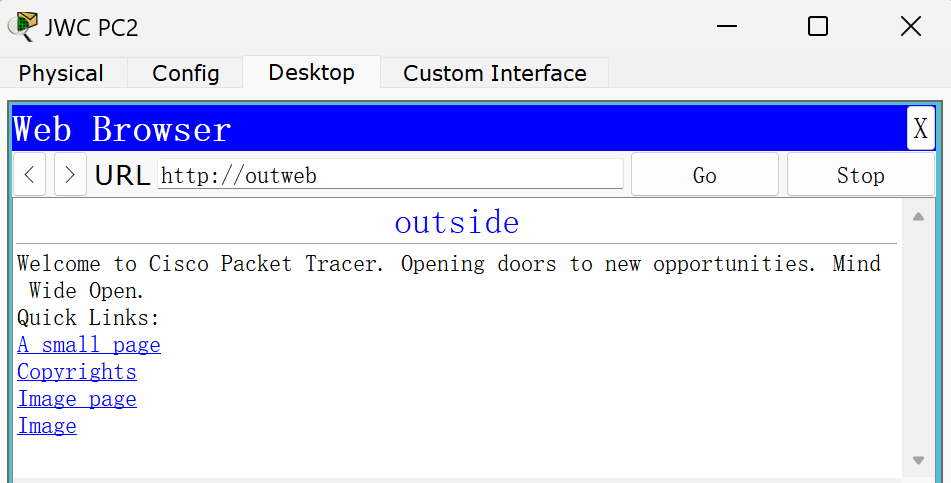 JWC PC2
Physical Config Desktop Custom Interface
Web Browser X
< > URL http://outweb Go Stop
outside
Welcome to Cisco Packet Tracer. Opening doors to new opportunities. Mind
Wide Open.
Quick Links:
A small page
Copyrights
Image page
Image